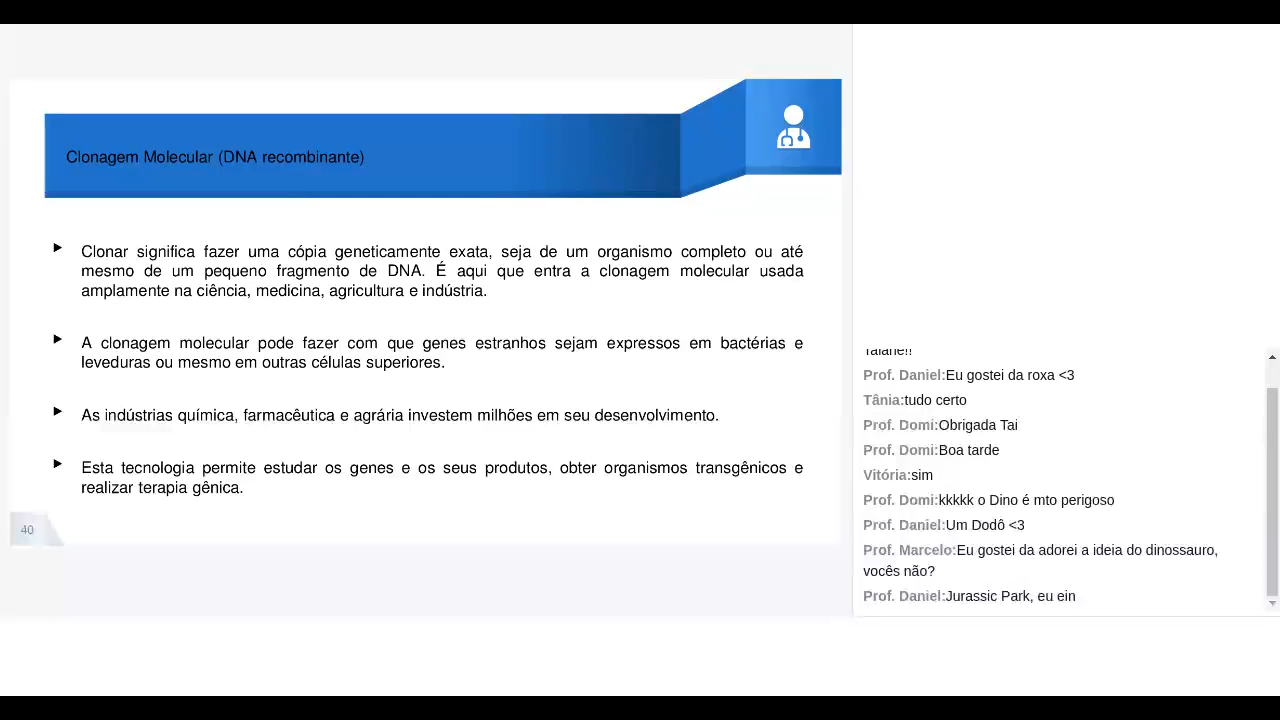 Clonagem Molecular (DNA recombinante)
Clonar significa fazer uma cópia geneticamente exata, seja de um organismo completo ou até
mesmo de um pequeno fragmento de DNA. É aqui que entra a clonagem molecular usada
amplamente na ciência, medicina, agricultura e indústria.
A clonagem molecular pode fazer com que genes estranhos sejam expressos em bactérias e
leveduras ou mesmo em outras células superiores.
As indústrias química, farmacêutica e agrária investem milhões em seu desenvolvimento.
Esta tecnologia permite estudar os genes e os seus produtos, obter organismos transgênicos e
realizar terapia gênica.
40
Taiane!!
Prof. Daniel:Eu gostei da roxa <3
Tânia:tudo certo
Prof. Domi:Obrigada Tai
Prof. Domi:Boa tarde
Vitória:sim
Prof. Domi:kkkkk o Dino é mto perigoso
Prof. Daniel:Um Dodô <3
Prof. Marcelo:Eu gostei da adorei a ideia do dinossauro,
vocês não?
Prof. Daniel:Jurassic Park, eu ein